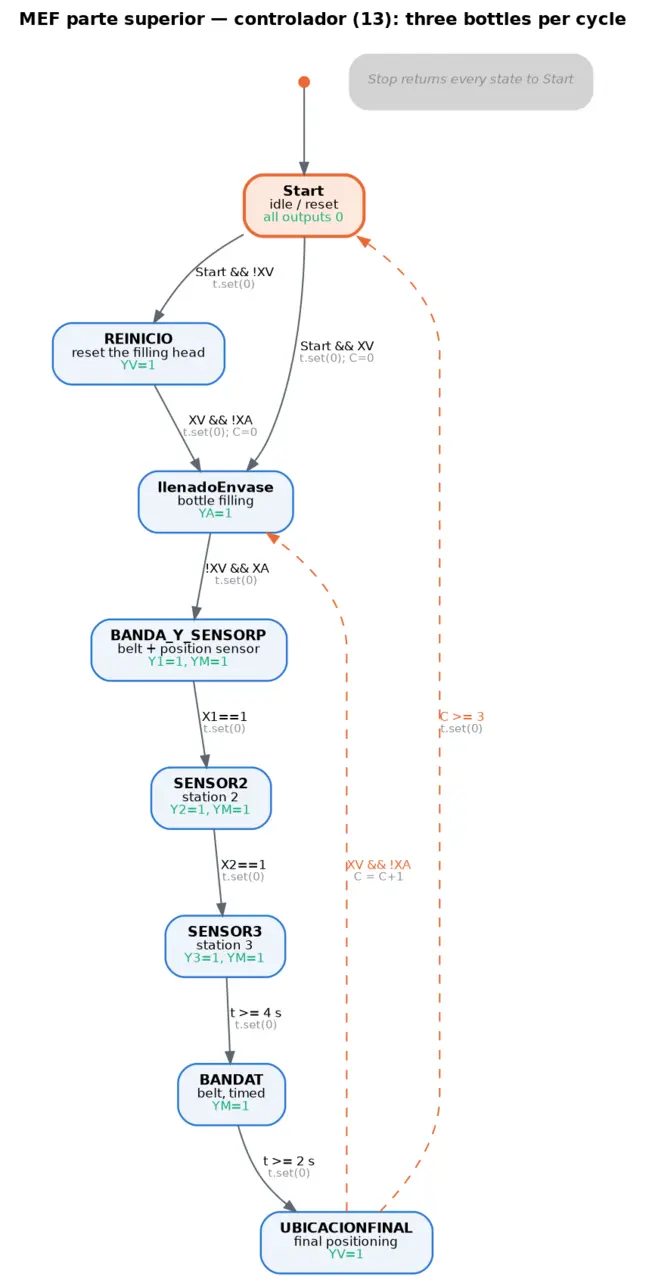 MEF parte superior — controlador (13): three bottles per cycle
Stop returns every state to Start
Start
idle / reset
all outputs 0
Start && !XV
t.set(0)
REINICIO
reset the filling head
YV=1
Start && XV
t.set(0); C=0
XV && !XA
t.set(0); C=0
llenadoEnvase
bottle filling
YA=1
!XV && XA
t.set(0)
BANDA_Y_SENSORP
belt + position sensor
Y1=1, YM=1
X1==1
t.set(0)
C >= 3
t.set(0)
SENSOR2
station 2
Y2=1, YM=1
X2==1
t.set(0)
XV && !XA
C = C+1
SENSOR3
station 3
Y3=1, YM=1
t >= 4 s
t.set(0)
BANDAT
belt, timed
YM=1
t >= 2 s
t.set(0)
UBICACIONFINAL
final positioning
YV=1